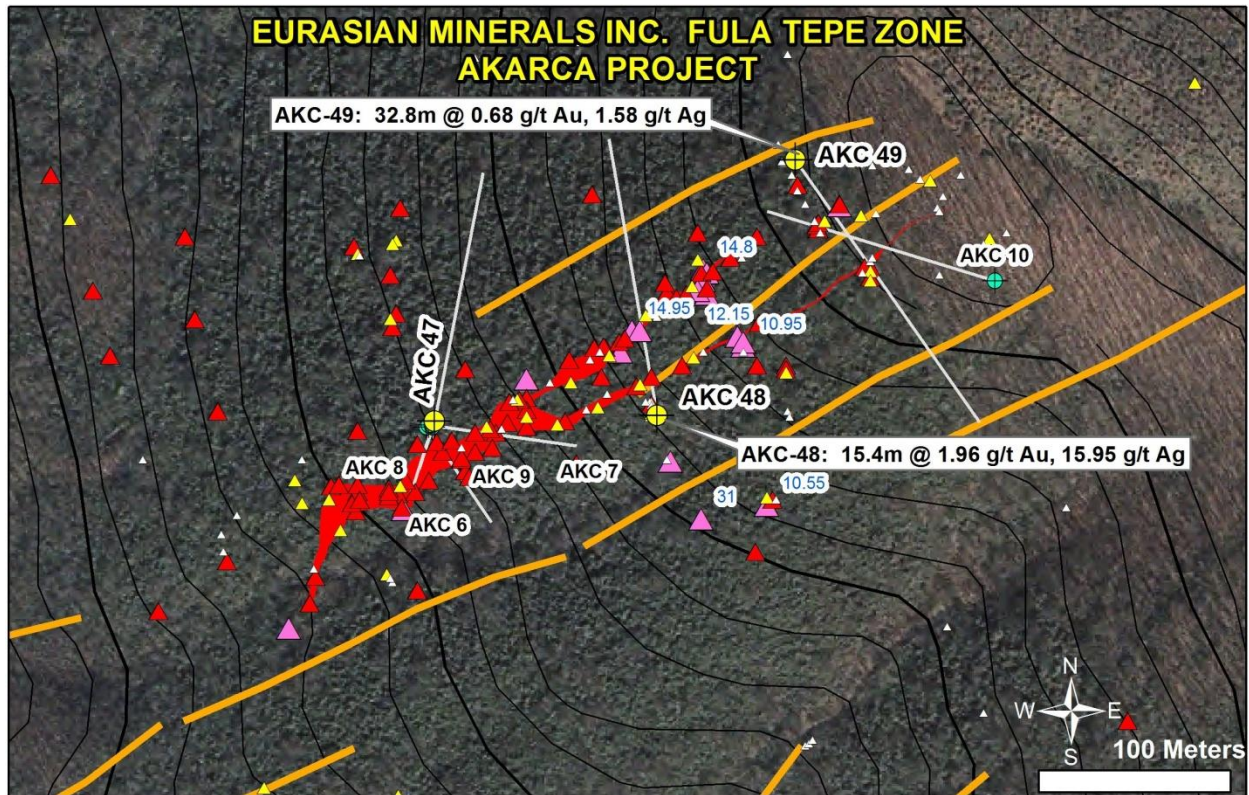 EURASIAN MINERALS INC. FULA TEPE ZONE
AKARCA PROJECT
AKC-49: 32.8m @ 0.68 g/t Au, 1.58 g/t Ag
AKC 49
14.8
AKC 10
14.95
12.15
10.95
AKC 47
AKC 48
AKC-48: 15.4m @ 1.96 g/t Au, 15.95 g/t Ag
AKC 8
AKC 9
AKC 7
10.55
31
AKC 6
N
W
E
S
100 Meters